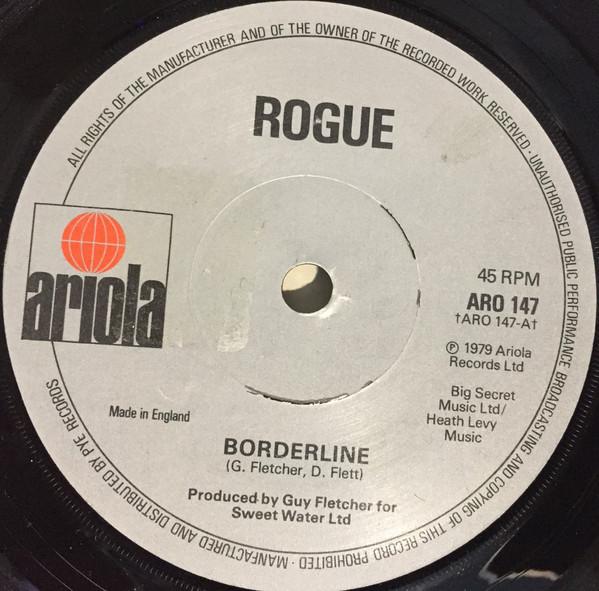 ALL RIGHTS OF THE MANUFACTURER AND OF THE OWNER OF THE RECORDED WORK RESERVED · UNAUTHORISED PUBLIC PERFORMANCE BROADCASTING AND COPYING OF THIS RECORD PROHIBITED · MANFACTURED AND DISTRIBUTED BY PYE RECORDS
ROGUE
ariola
45 RPM
ARO 147
†ARO 147-A†
℗ 1979 Ariola
Records Ltd
Big Secret
Music Ltd/
Heath Levy
Music
Made in England
BORDERLINE
(G. Fletcher, D. Flett)
Produced by Guy Fletcher for
Sweet Water Ltd